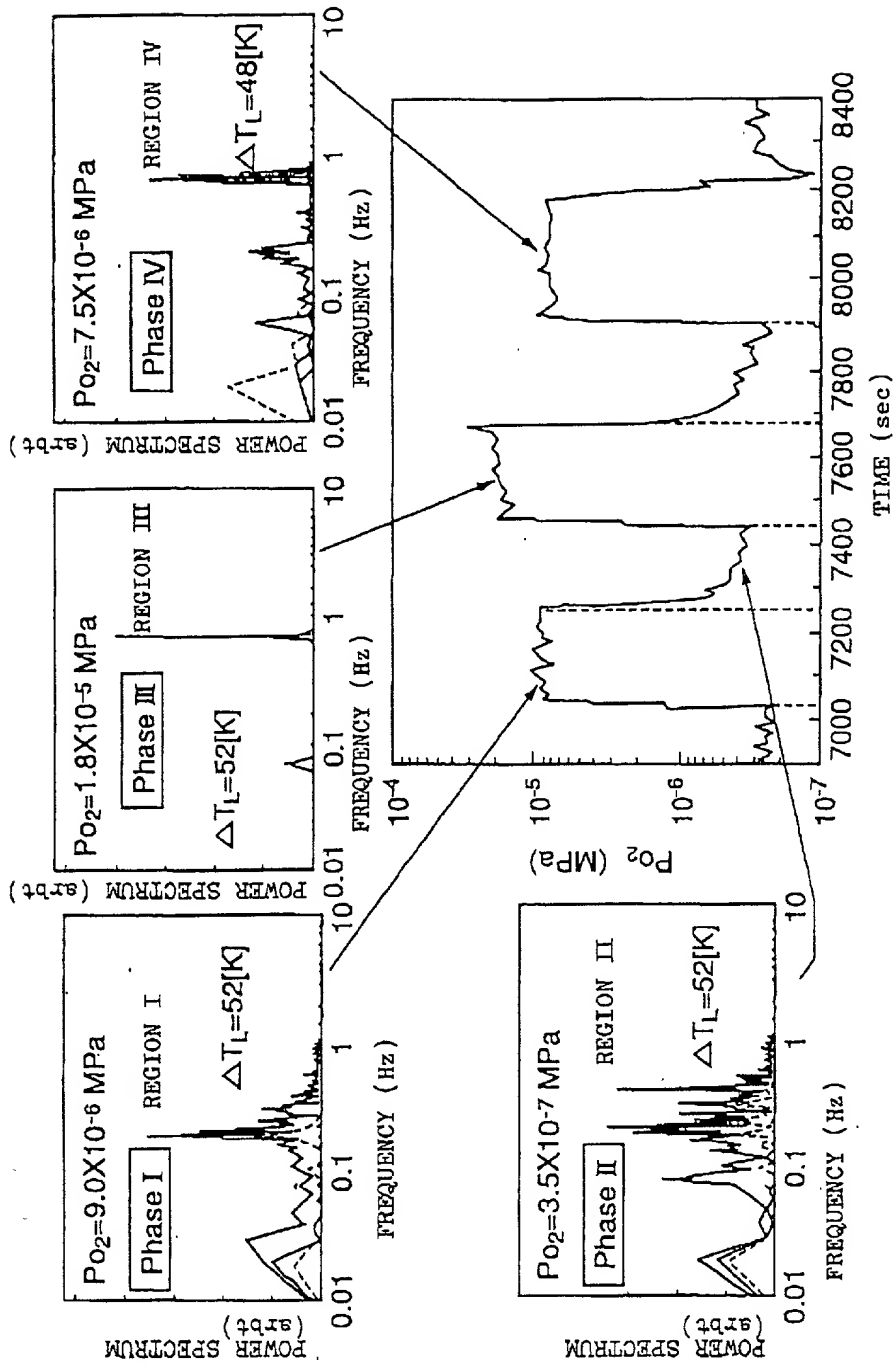 Po2=9.0X10-6 MPa
Phase I
REGION I
△TL=52[K]
POWER SPECTRUM
(arbt)
0.01
0.1
1
10
FREQUENCY (Hz)
Po2=1.8X10-5 MPa
Phase III
REGION III
△TL=52[K]
POWER SPECTRUM
(arbt)
0.01
0.1
1
10
FREQUENCY (Hz)
Po2=7.5X10-6 MPa
Phase IV
REGION IV
△TL=48[K]
POWER SPECTRUM
(arbt)
0.01
0.1
1
10
FREQUENCY (Hz)
Po2=3.5X10-7 MPa
Phase II
REGION II
△TL=52[K]
POWER SPECTRUM
(arbt)
0.01
0.1
1
10
FREQUENCY (Hz)
10-4
10-5
10-6
10-7
Po2 (MPa)
7000 7200 7400 7600 7800 8000 8200 8400
TIME (sec)